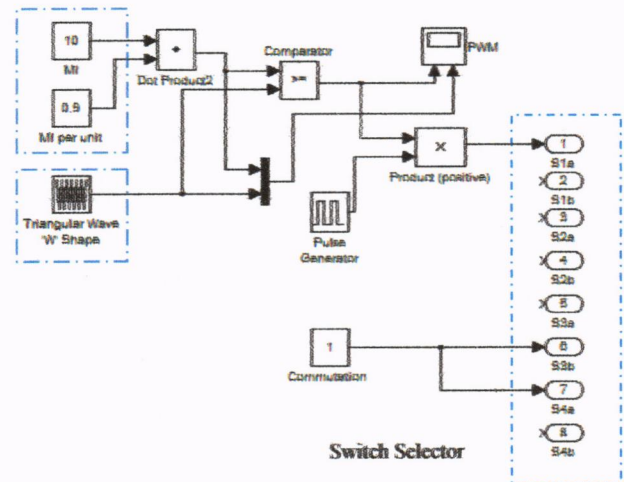 10
MI
0.9
MI per unit
Dot Product2
Comparator
>=
PWM
×
Product (positive)
Triangular Wave
'W' Shape
Pulse
Generator
1
Commutation
1
S1a
2
S1b
3
S2a
4
S2b
5
S3a
6
S3b
7
S4a
8
S4b
Switch Selector